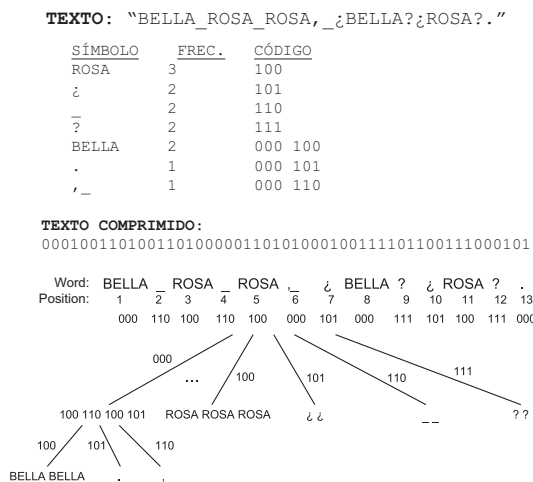 TEXTO: “BELLA_ROSA_ROSA,_¿BELLA?¿ROSA?.”
SÍMBOLO FREC. CÓDIGO
ROSA 3 100
¿ 2 101
_ 2 110
? 2 111
BELLA 2 000 100
. 1 000 101
,_ 1 000 110
TEXTO COMPRIMIDO:
000100110100110100000110101000100111101100111000101
Word: BELLA _ ROSA _ ROSA ,_ ¿ BELLA ? ¿ ROSA ? .
Position: 1 2 3 4 5 6 7 8 9 10 11 12 13
000 110 100 110 100 000 101 000 111 101 100 111 000
000 ... 100 101 110 111
100 110 100 101 ROSA ROSA ROSA ¿ ¿ _ _ ? ?
100 101 110
BELLA BELLA . ,